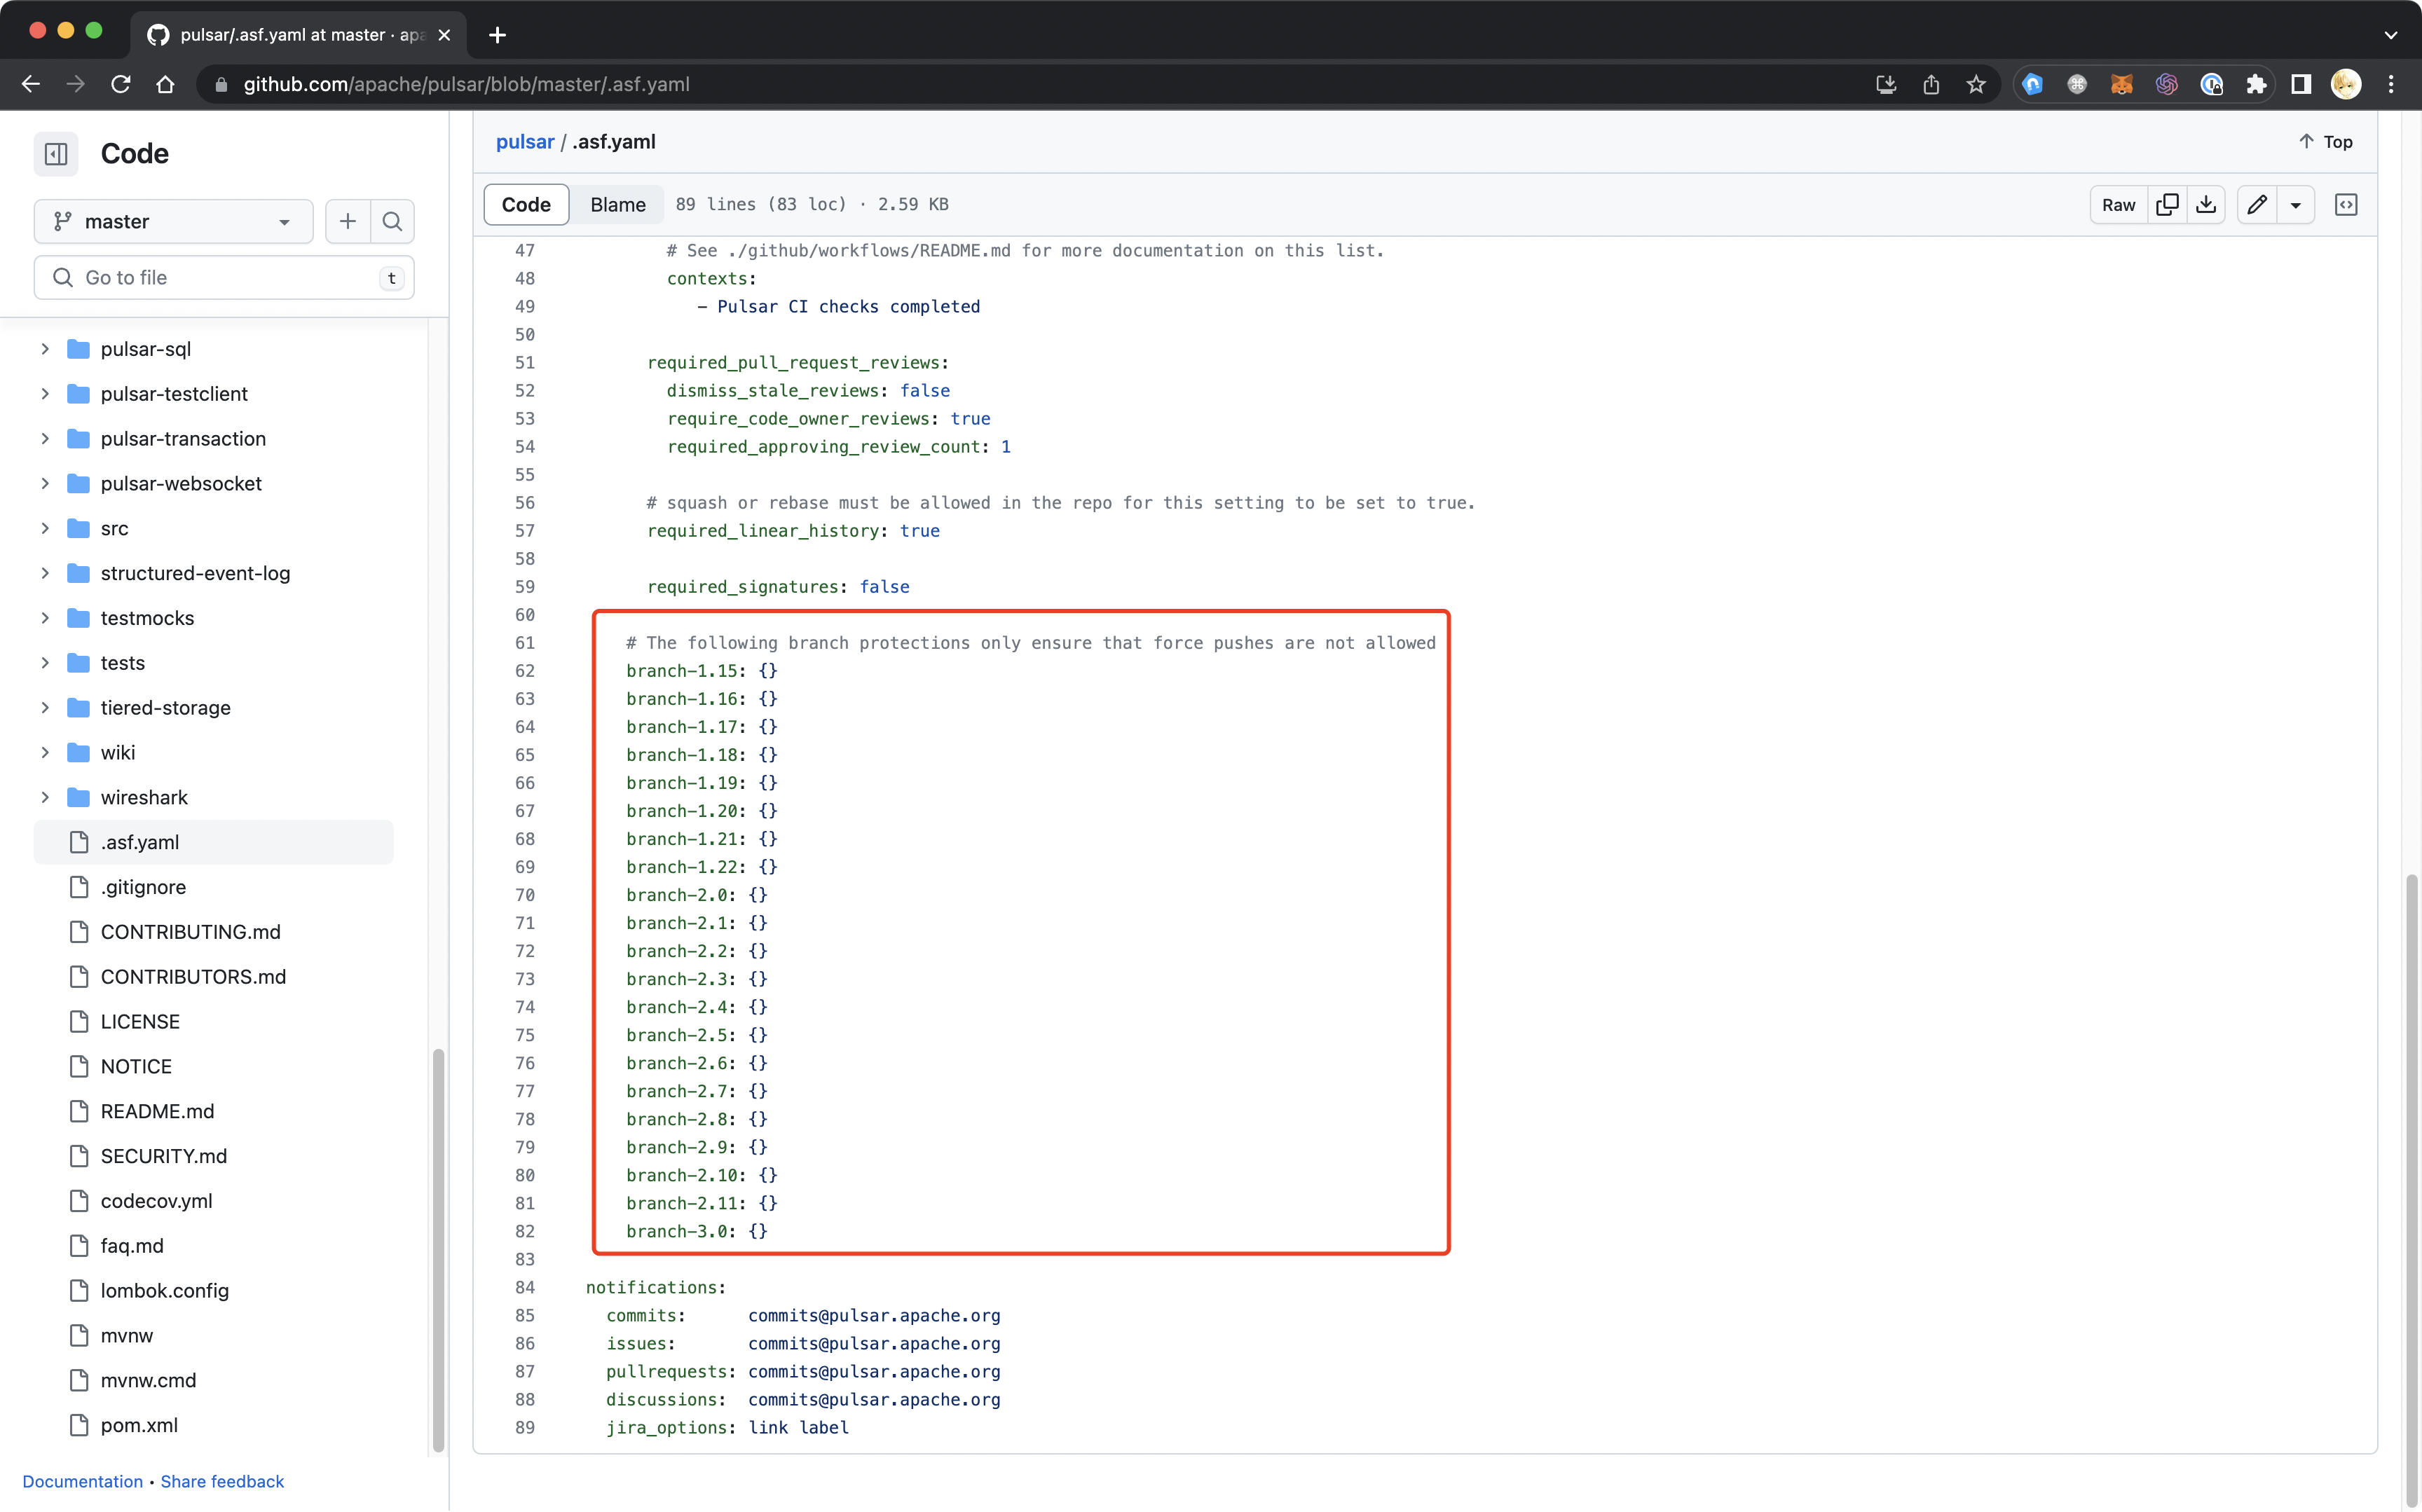 pulsar/.asf.yaml at master · apa
github.com/apache/pulsar/blob/master/.asf.yaml
Code
master
Go to file
t
pulsar-sql
pulsar-testclient
pulsar-transaction
pulsar-websocket
src
structured-event-log
testmocks
tests
tiered-storage
wiki
wireshark
.asf.yaml
.gitignore
CONTRIBUTING.md
CONTRIBUTORS.md
LICENSE
NOTICE
README.md
SECURITY.md
codecov.yml
faq.md
lombok.config
mvnw
mvnw.cmd
pom.xml
Documentation • Share feedback
pulsar / .asf.yaml
Top
Code Blame 89 lines (83 loc) · 2.59 KB
Raw
47 # See ./github/workflows/README.md for more documentation on this list.
48 contexts:
49 - Pulsar CI checks completed
50
51 required_pull_request_reviews:
52 dismiss_stale_reviews: false
53 require_code_owner_reviews: true
54 required_approving_review_count: 1
55
56 # squash or rebase must be allowed in the repo for this setting to be set to true.
57 required_linear_history: true
58
59 required_signatures: false
60
61 # The following branch protections only ensure that force pushes are not allowed
62 branch-1.15: {}
63 branch-1.16: {}
64 branch-1.17: {}
65 branch-1.18: {}
66 branch-1.19: {}
67 branch-1.20: {}
68 branch-1.21: {}
69 branch-1.22: {}
70 branch-2.0: {}
71 branch-2.1: {}
72 branch-2.2: {}
73 branch-2.3: {}
74 branch-2.4: {}
75 branch-2.5: {}
76 branch-2.6: {}
77 branch-2.7: {}
78 branch-2.8: {}
79 branch-2.9: {}
80 branch-2.10: {}
81 branch-2.11: {}
82 branch-3.0: {}
83
84 notifications:
85 commits: commits@pulsar.apache.org
86 issues: commits@pulsar.apache.org
87 pullrequests: commits@pulsar.apache.org
88 discussions: commits@pulsar.apache.org
89 jira_options: link label